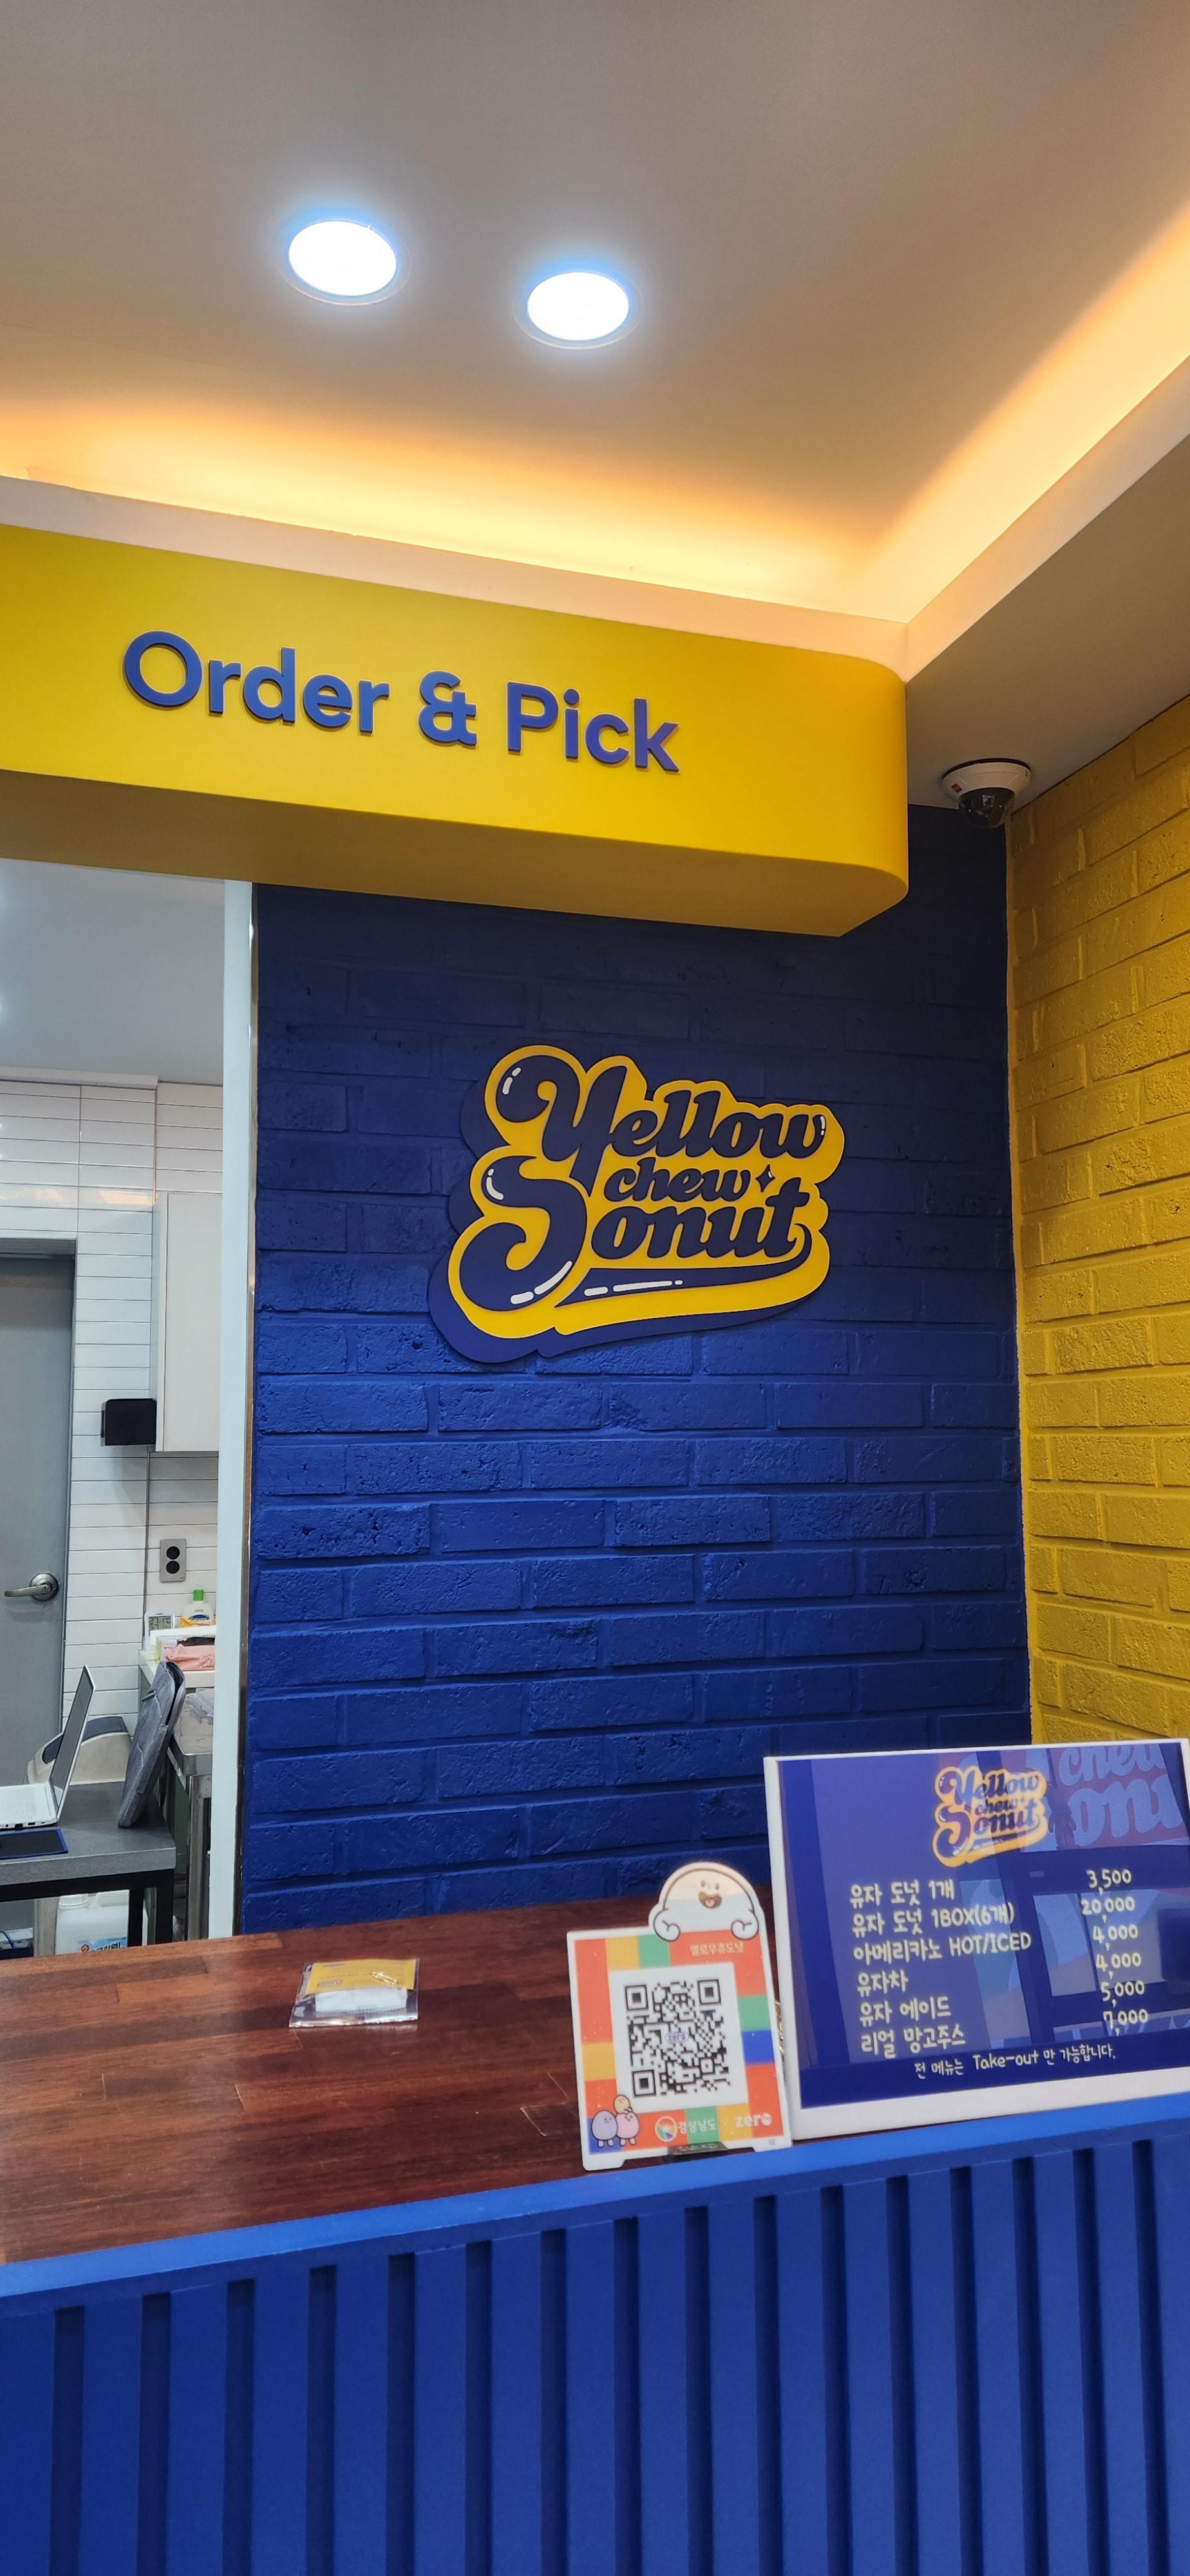 Order & Pick
Yellow
chew
Donut
Yellow
chew
Donut
chew
유자 도넛 1개 3,500
유자 도넛 1BOX(6개) 20,000
아메리카노 HOT/ICED 4,000
유자차 4,000
유자 에이드 5,000
리얼 망고주스 7,000
전 메뉴는 Take-out 만 가능합니다.
옐로우츄도넛
경상남도 zero